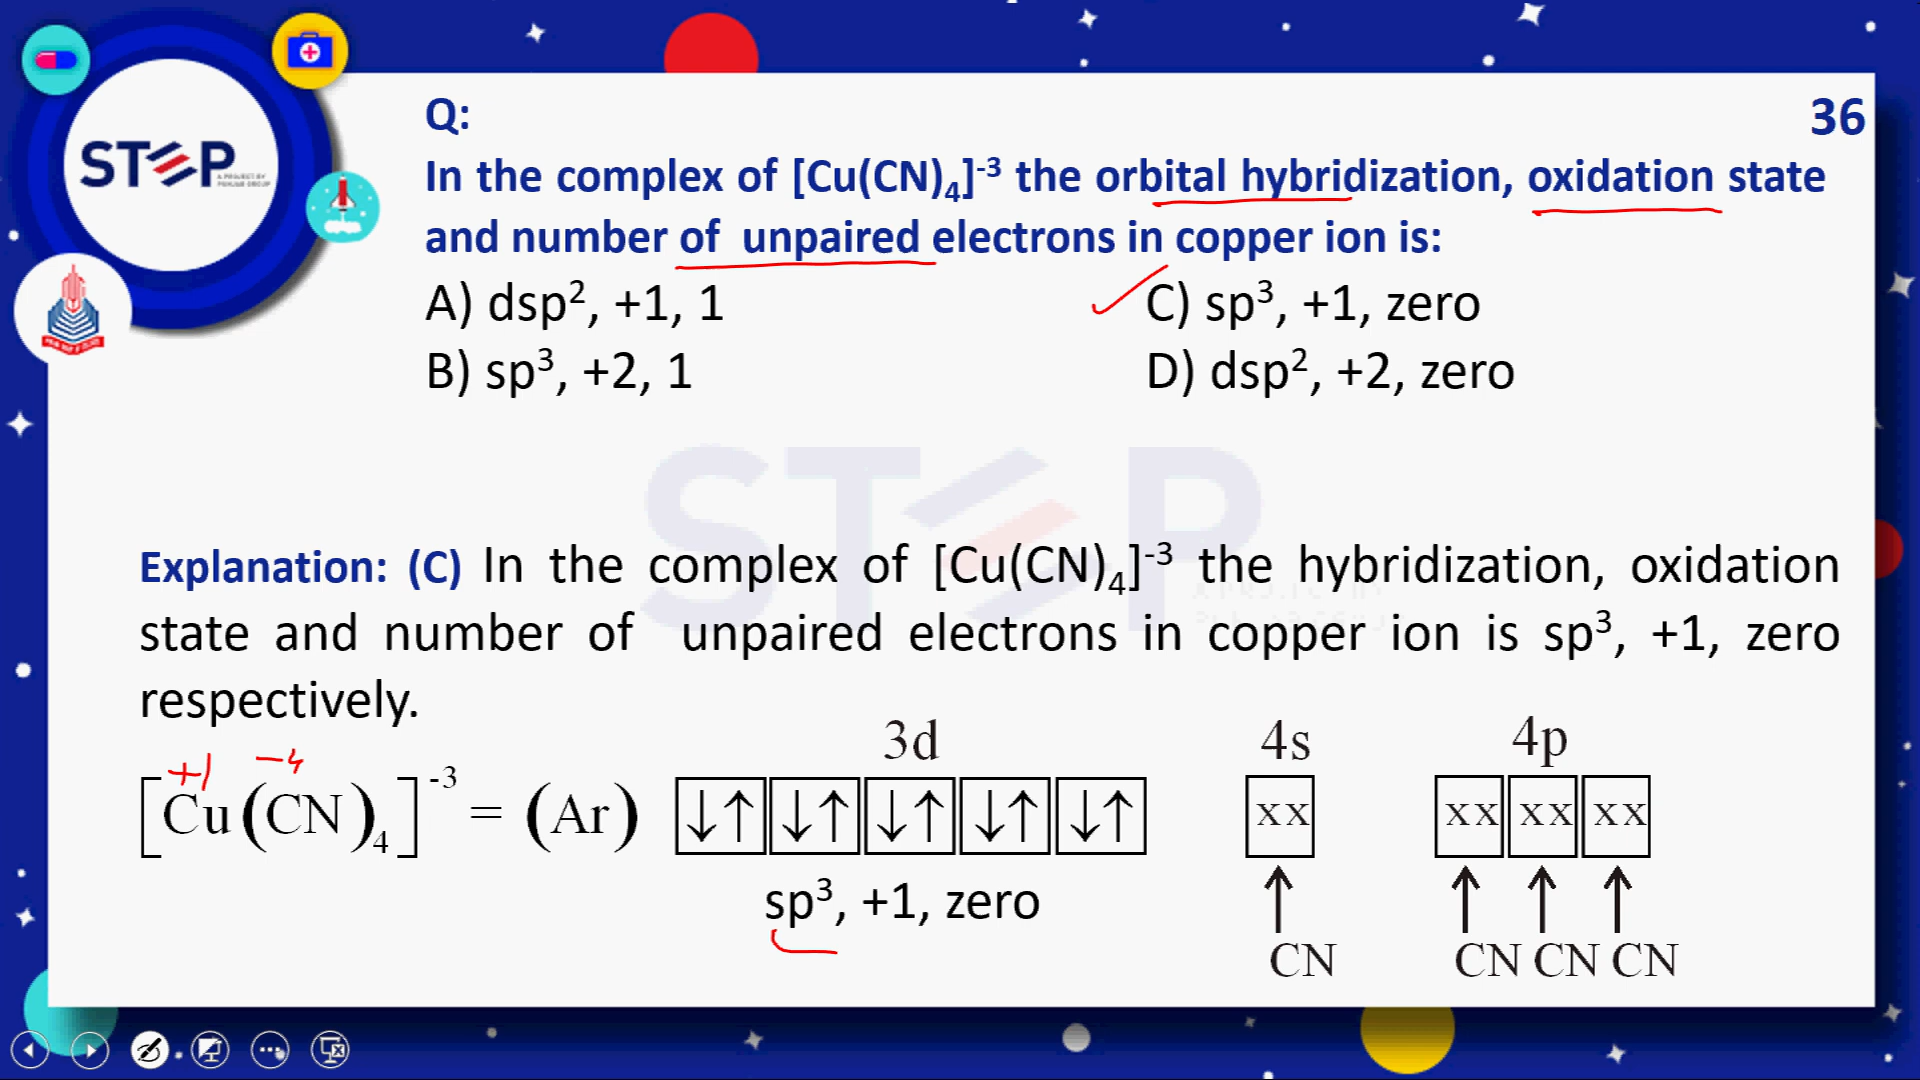 STEP
Q:
36
In the complex of [Cu(CN)₄]⁻³ the orbital hybridization, oxidation state
and number of unpaired electrons in copper ion is:
A) dsp², +1, 1
C) sp³, +1, zero
B) sp³, +2, 1
D) dsp², +2, zero
STEP
Explanation: (C) In the complex of [Cu(CN)₄]⁻³ the hybridization, oxidation
state and number of unpaired electrons in copper ion is sp³, +1, zero
respectively.
3d 4s 4p
+1 -4
[Cu(CN)₄]⁻³ = (Ar) ↓↑ ↓↑ ↓↑ ↓↑ ↓↑ xx xx xx xx
sp³, +1, zero
CN CN CN CN